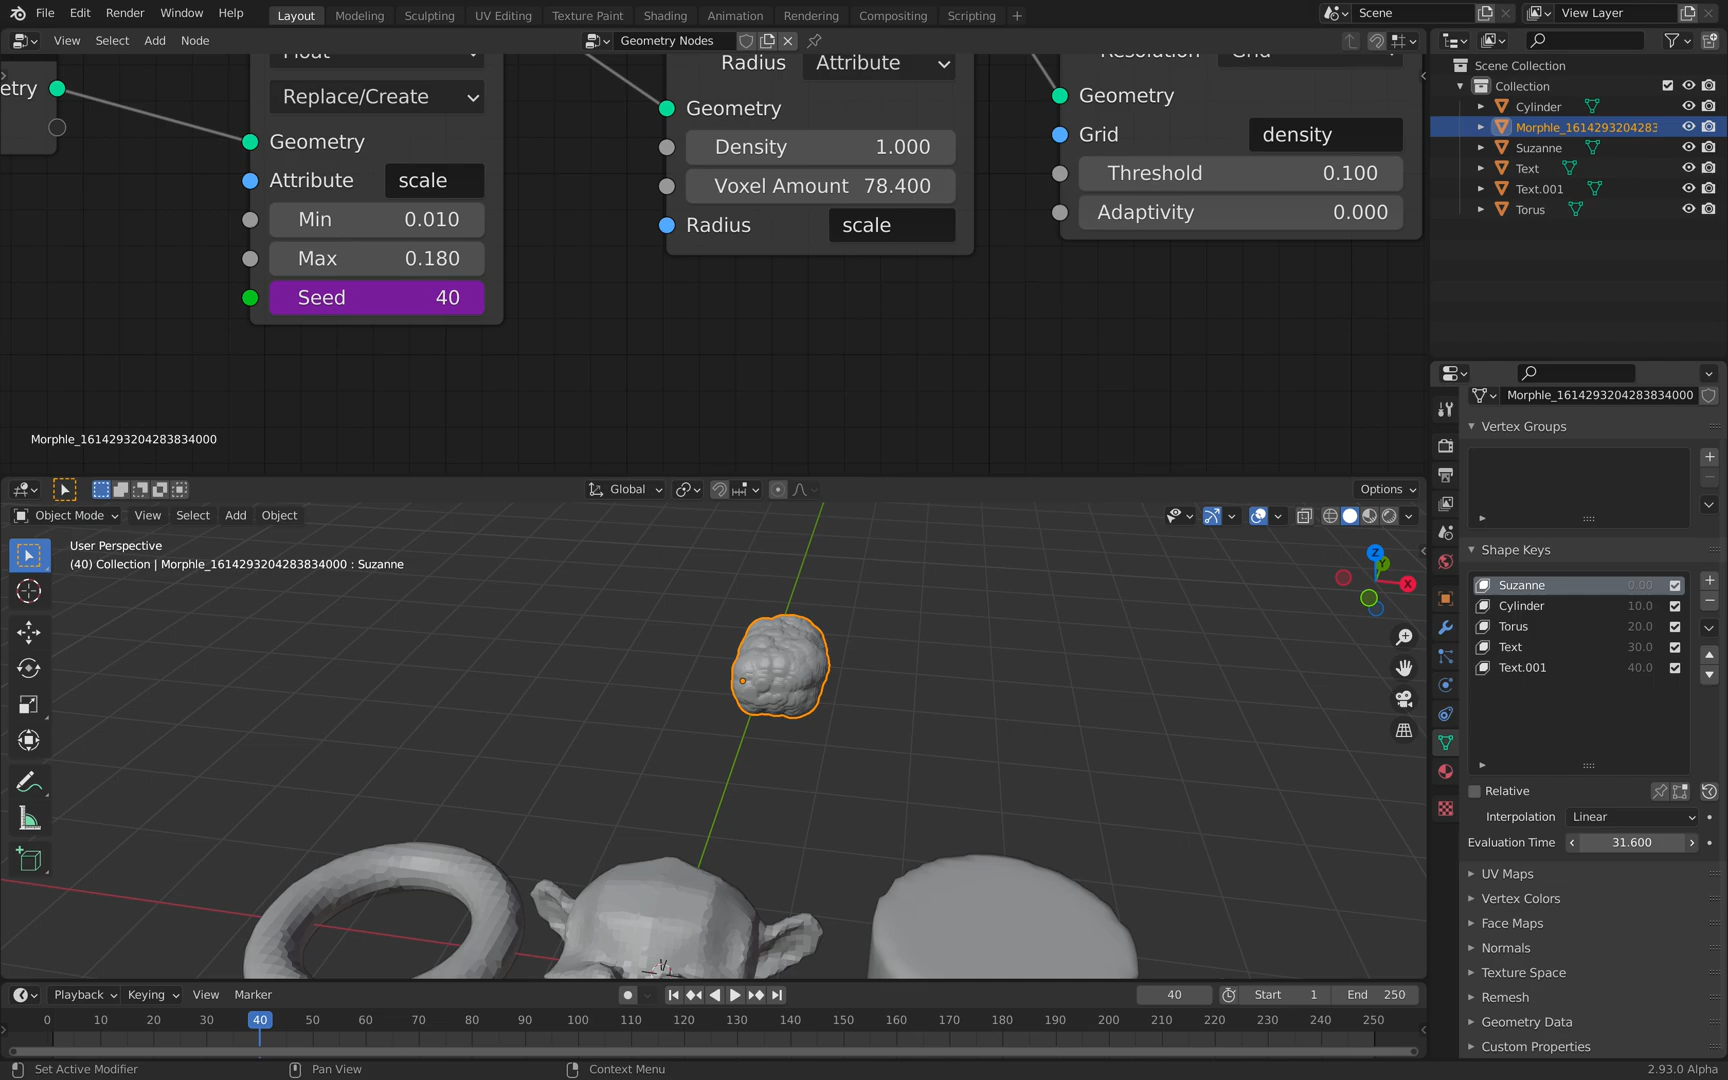 File Edit Render Window Help Layout Modeling Sculpting UV Editing Texture Paint Shading Animation Rendering Compositing Scripting +
Scene View Layer
View Select Add Node Geometry Nodes
Replace/Create
Geometry
Attribute scale
Min 0.010
Max 0.180
Seed 40
Radius Attribute
Geometry
Density 1.000
Voxel Amount 78.400
Radius scale
Geometry
Grid density
Threshold 0.100
Adaptivity 0.000
Morphle_1614293204283834000
Scene Collection
Collection
Cylinder
Morphle_1614293204283
Suzanne
Text
Text.001
Torus
Morphle_1614293204283834000
Vertex Groups
Shape Keys
Suzanne 0.00
Cylinder 10.0
Torus 20.0
Text 30.0
Text.001 40.0
Relative
Interpolation Linear
Evaluation Time 31.600
UV Maps
Vertex Colors
Face Maps
Normals
Texture Space
Remesh
Geometry Data
Custom Properties
Global Options
Object Mode View Select Add Object
User Perspective
(40) Collection | Morphle_1614293204283834000 : Suzanne
Z
Y
X
Playback Keying View Marker 40 Start 1 End 250
0 10 20 30 40 50 60 70 80 90 100 110 120 130 140 150 160 170 180 190 200 210 220 230 240 250
Set Active Modifier Pan View Context Menu 2.93.0 Alpha